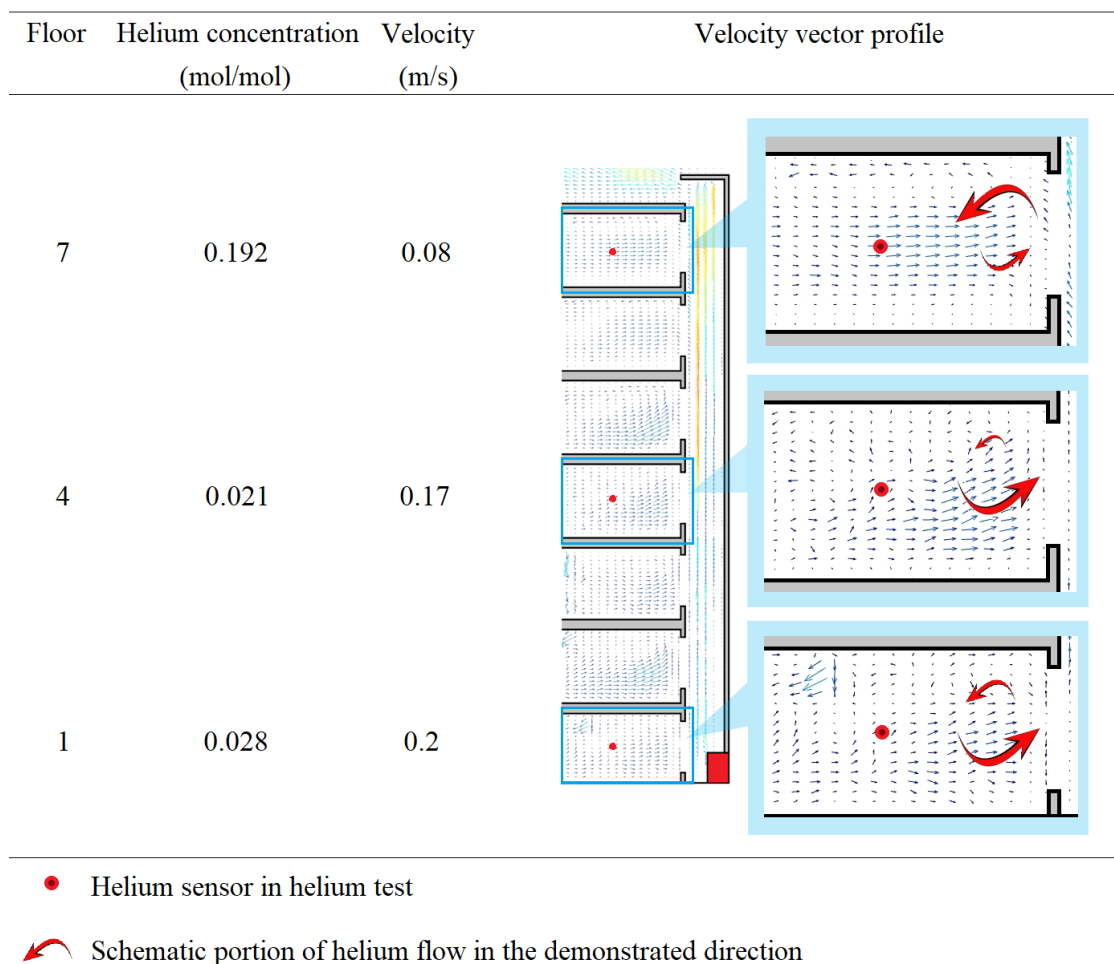 Floor Helium concentration Velocity Velocity vector profile
(mol/mol) (m/s)
7 0.192 0.08
4 0.021 0.17
1 0.028 0.2
Helium sensor in helium test
Schematic portion of helium flow in the demonstrated direction